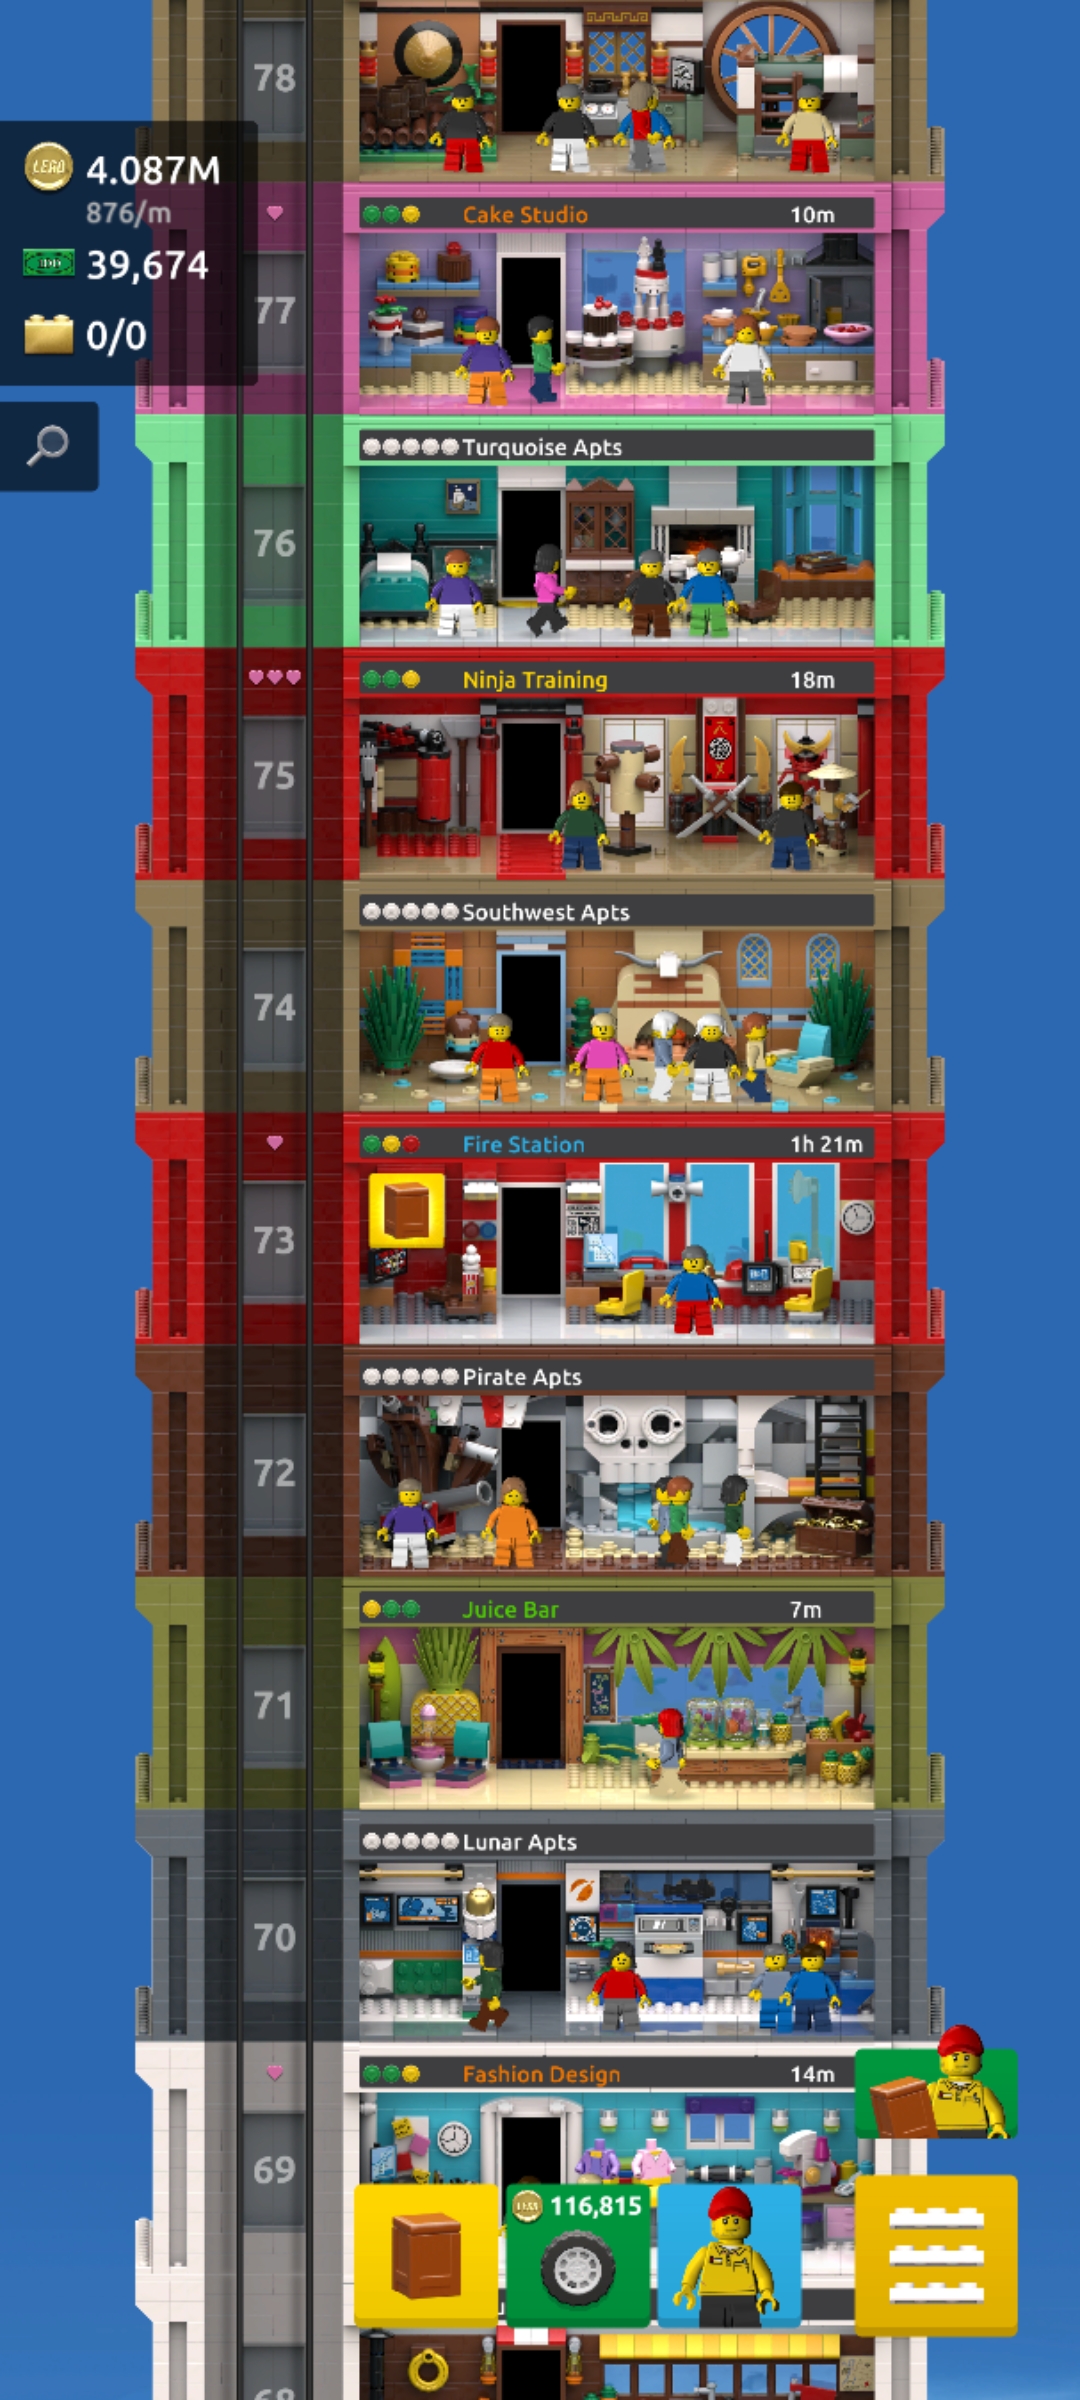 78
LEGO
4.087M
876/m
39,674
0/0
Cake Studio 10m
77
Turquoise Apts
76
Ninja Training 18m
75
Southwest Apts
74
Fire Station 1h 21m
73
Pirate Apts
72
Juice Bar 7m
71
Lunar Apts
70
Fashion Design 14m
69
116,815
68